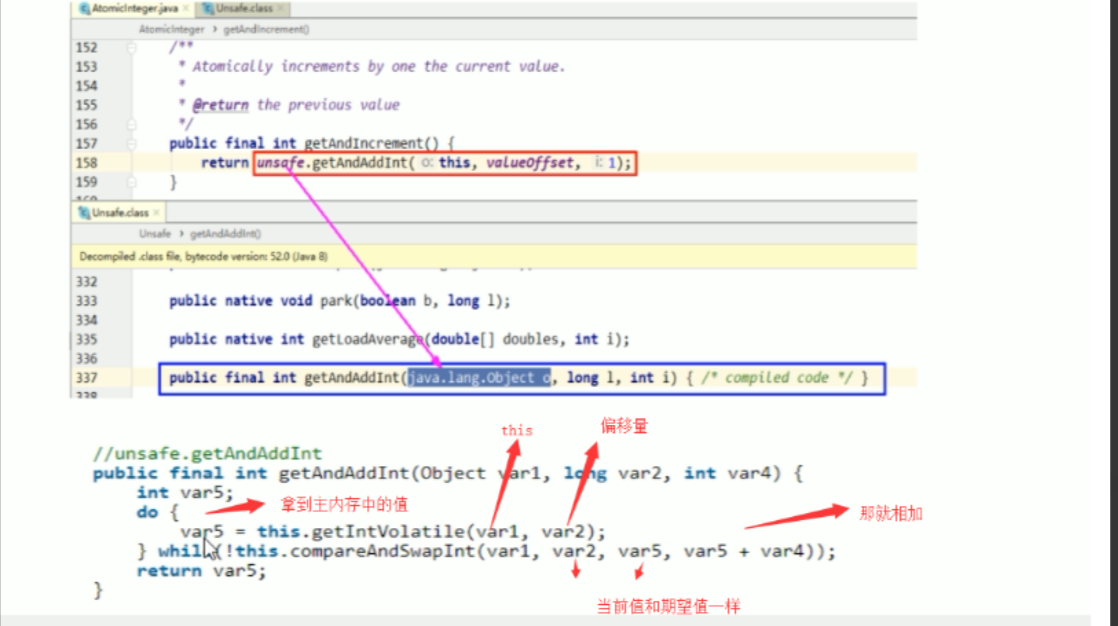 AtomicInteger.java × Unsafe.class ×
AtomicInteger › getAndIncrement()
152 /**
153 * Atomically increments by one the current value.
154 *
155 * @return the previous value
156 */
157 public final int getAndIncrement() {
158 return unsafe.getAndAddInt( o: this, valueOffset, i: 1);
159 }
160
Unsafe.class ×
Unsafe › getAndAddInt()
Decompiled .class file, bytecode version: 52.0 (Java 8)
332
333 public native void park(boolean b, long l);
334
335 public native int getLoadAverage(double[] doubles, int i);
336
337 public final int getAndAddInt(java.lang.Object o, long l, int i) { /* compiled code */ }
338
this 偏移量
//unsafe.getAndAddInt
public final int getAndAddInt(Object var1, long var2, int var4) {
int var5;
do { 拿到主内存中的值
那就相加
var5 = this.getIntVolatile(var1, var2);
} while(!this.compareAndSwapInt(var1, var2, var5, var5 + var4));
return var5;
}
当前值和期望值一样